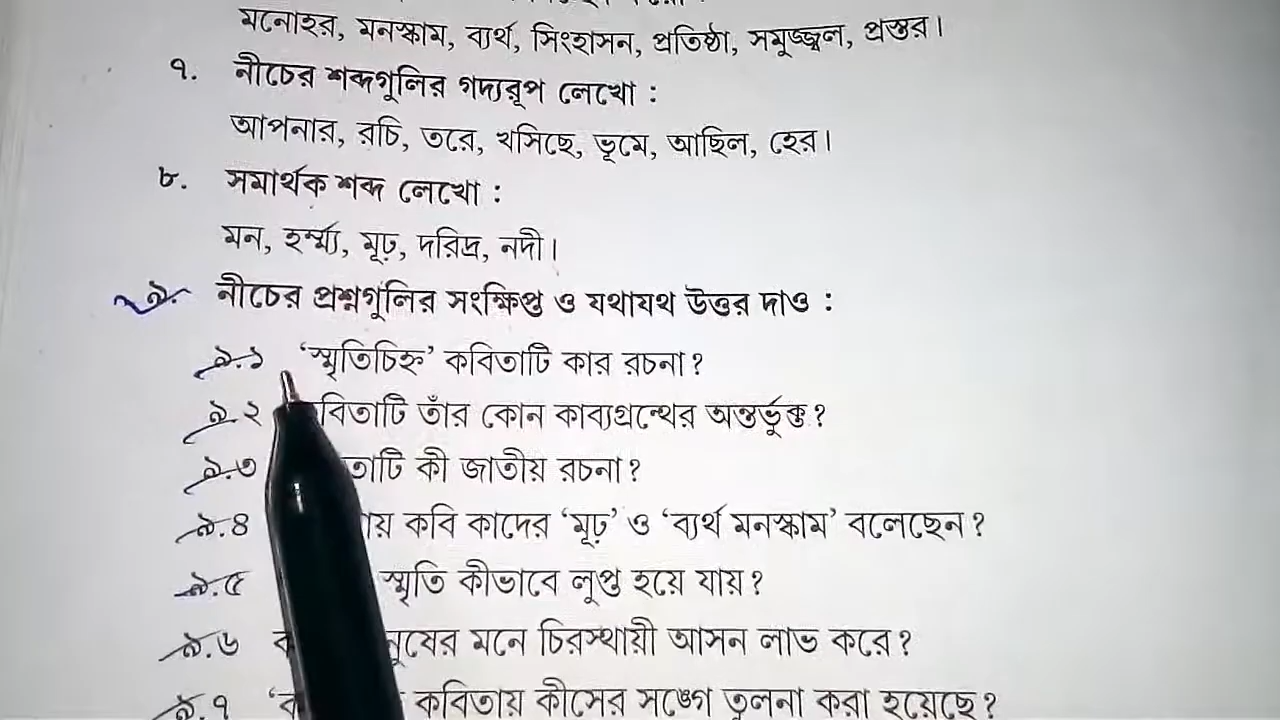 মনোহর, মনস্কাম, ব্যর্থ, সিংহাসন, প্রতিষ্ঠা, সমুজ্জ্বল, প্রস্তর।
৭. নীচের শব্দগুলির গদ্যরূপ লেখো :
আপনার, রচি, তরে, খসিছে, ভূমে, আছিল, হের।
৮. সমার্থক শব্দ লেখো :
মন, হর্ম্ম্য, মূঢ়, দরিদ্র, নদী।
৯. নীচের প্রশ্নগুলির সংক্ষিপ্ত ও যথাযথ উত্তর দাও :
৯.১ ‘স্মৃতিচিহ্ন’ কবিতাটি কার রচনা?
৯.২ তাঁর কোন কাব্যগ্রন্থের অন্তর্ভুক্ত?
৯.৩ কী জাতীয় রচনা?
৯.৪ কবি কাদের ‘মূঢ়’ ও ‘ব্যর্থ মনস্কাম’ বলেছেন?
৯.৫ স্মৃতি কীভাবে লুপ্ত হয়ে যায়?
৯.৬ মনে চিরস্থায়ী আসন লাভ করে?
৯.৭ কবিতায় কীসের সঙ্গে তুলনা করা হয়েছে?